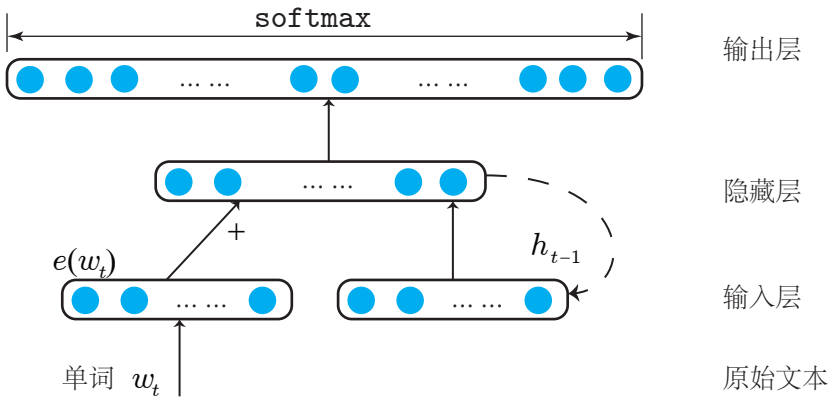 softmax
输出层
... ... ... ...
... ...
隐藏层
+
e(w_t)
h_{t-1}
... ... ... ...
输入层
单词 w_t
原始文本